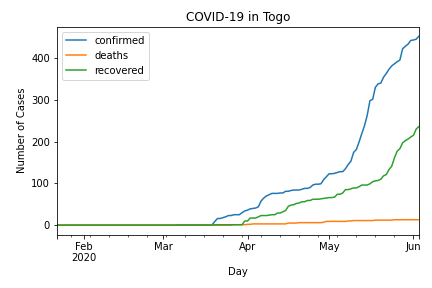 COVID-19 in Togo
confirmed
deaths
recovered
Number of Cases
400
300
200
100
0
Feb
2020
Mar
Apr
May
Jun
Day